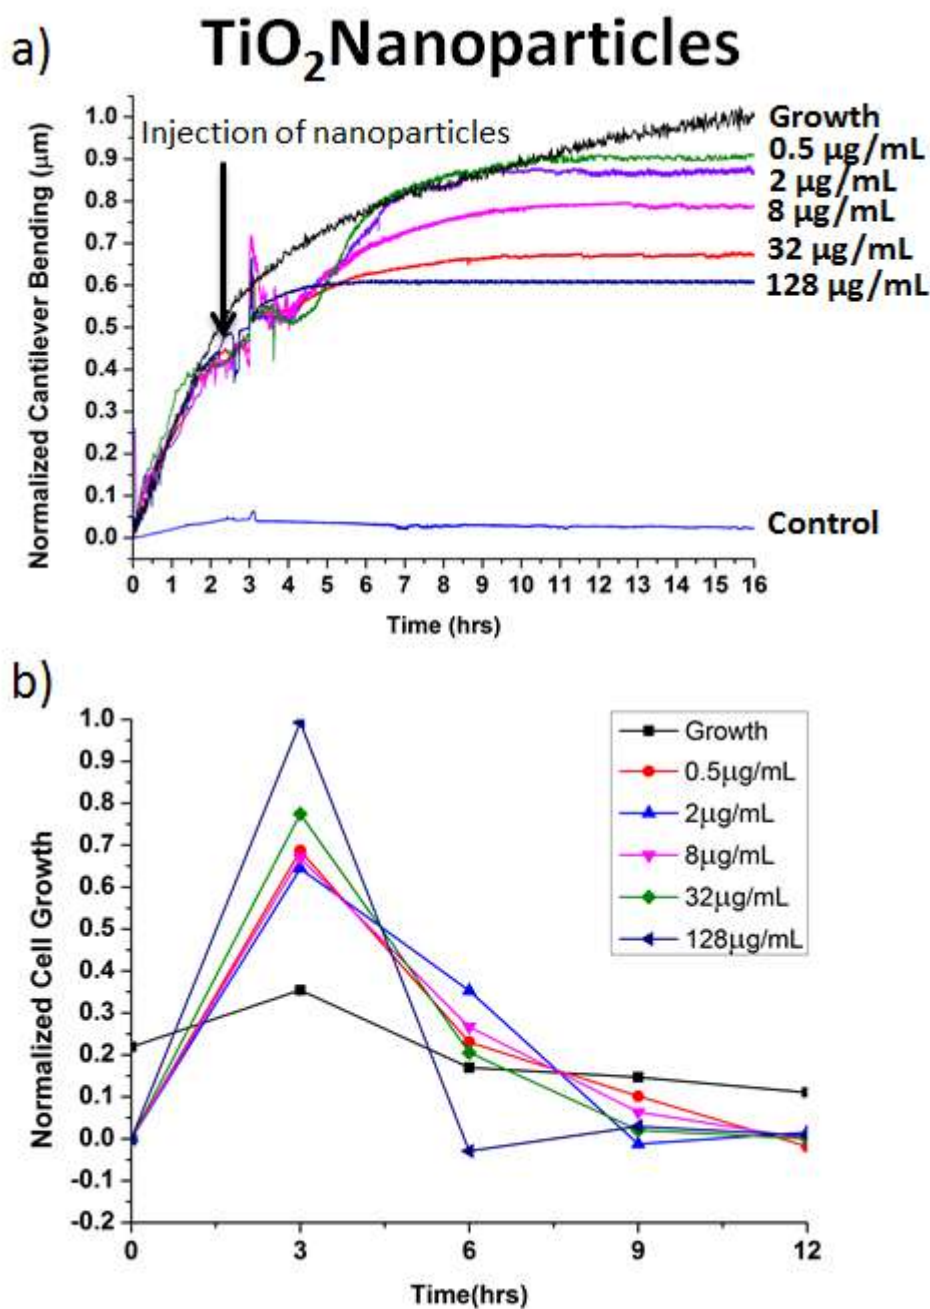 a) TiO₂Nanoparticles
Normalized Cantilever Bending (µm)
1.0
0.9
0.8
0.7
0.6
0.5
0.4
0.3
0.2
0.1
0.0
Injection of nanoparticles
Growth
0.5 µg/mL
2 µg/mL
8 µg/mL
32 µg/mL
128 µg/mL
Control
0 1 2 3 4 5 6 7 8 9 10 11 12 13 14 15 16
Time (hrs)
b)
Normalized Cell Growth
1.0
0.9
0.8
0.7
0.6
0.5
0.4
0.3
0.2
0.1
0.0
-0.1
-0.2
Growth
0.5µg/mL
2µg/mL
8µg/mL
32µg/mL
128µg/mL
0 3 6 9 12
Time(hrs)